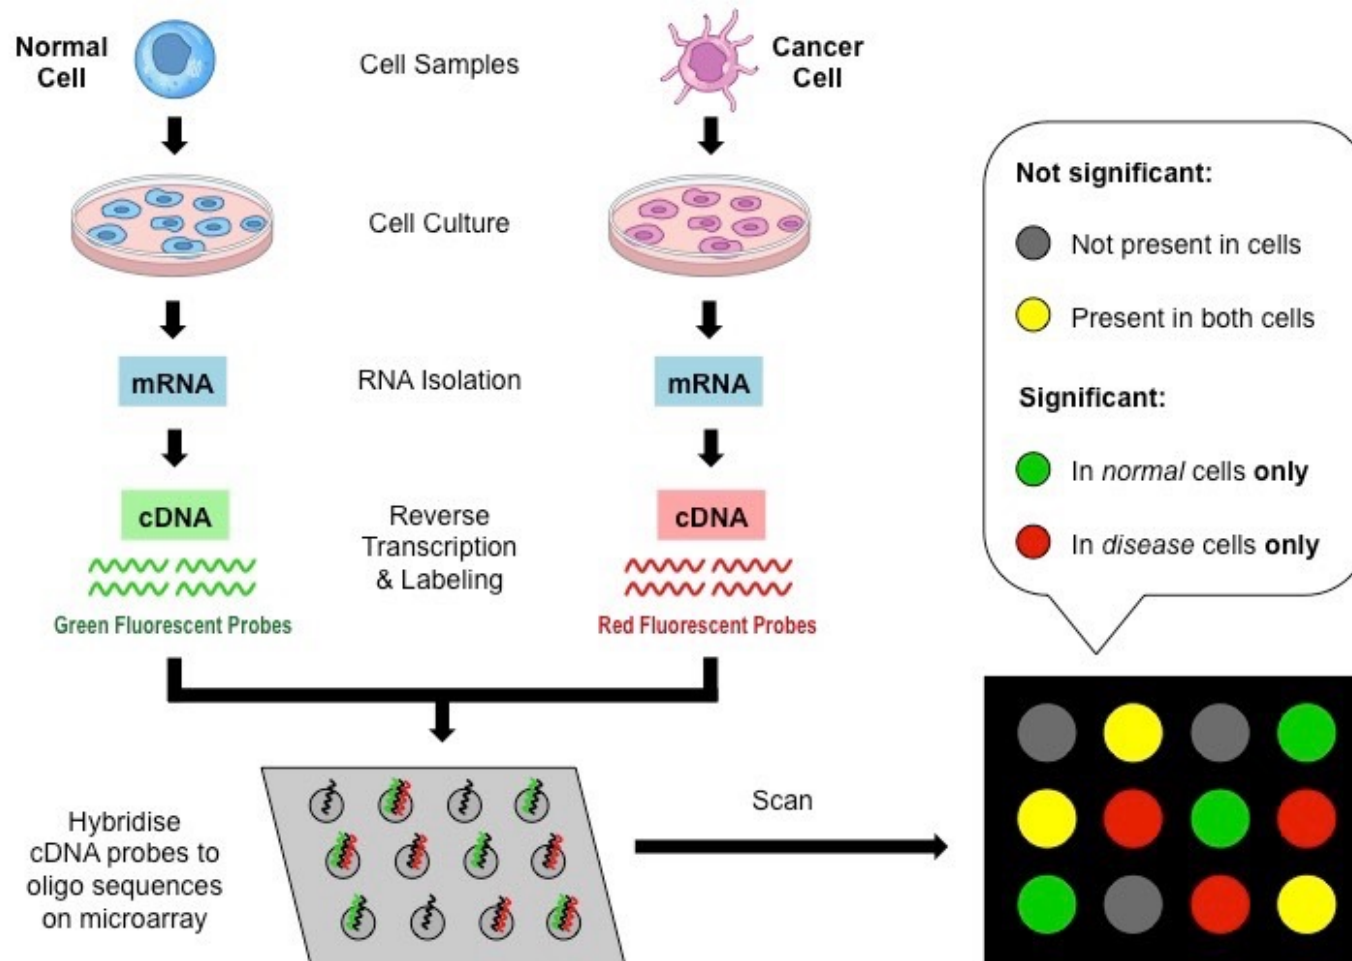 Normal
Cell
Cell Samples
Cancer
Cell
Cell Culture
mRNA
RNA Isolation
mRNA
cDNA
Reverse
Transcription
& Labeling
cDNA
Green Fluorescent Probes
Red Fluorescent Probes
Hybridise
cDNA probes to
oligo sequences
on microarray
Scan
Not significant:
Not present in cells
Present in both cells
Significant:
In normal cells only
In disease cells only